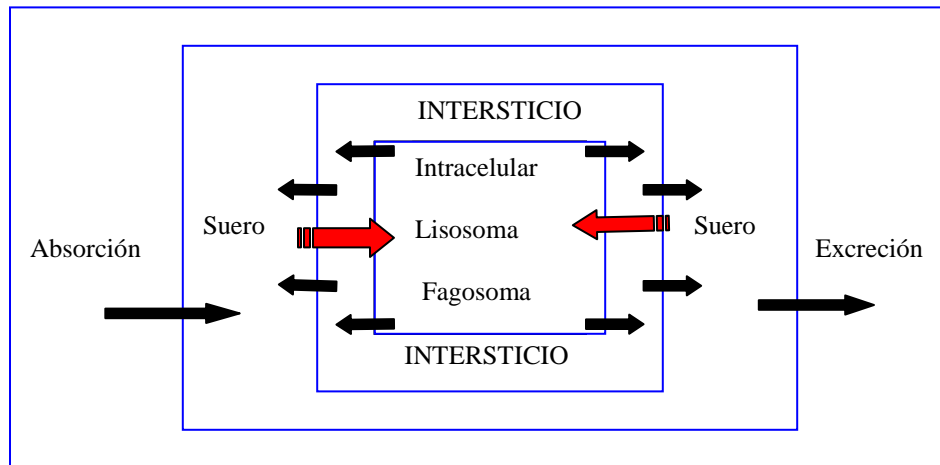 INTERSTICIO
Intracelular
Suero
Lisosoma
Suero
Absorción
Excreción
Fagosoma
INTERSTICIO